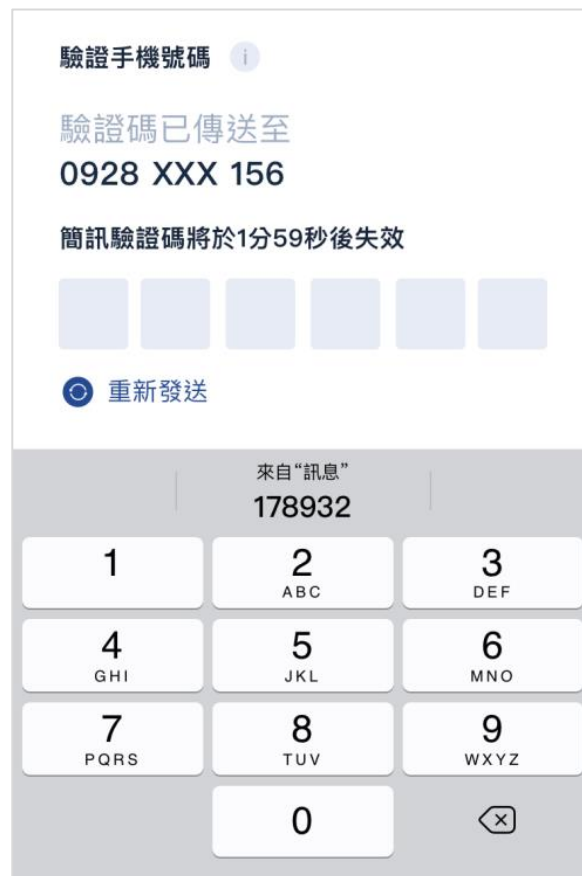 驗證手機號碼 i
驗證碼已傳送至
0928 XXX 156
簡訊驗證碼將於1分59秒後失效
重新發送
來自“訊息”
178932
1 2 3
ABC DEF
4 5 6
GHI JKL MNO
7 8 9
PQRS TUV WXYZ
0